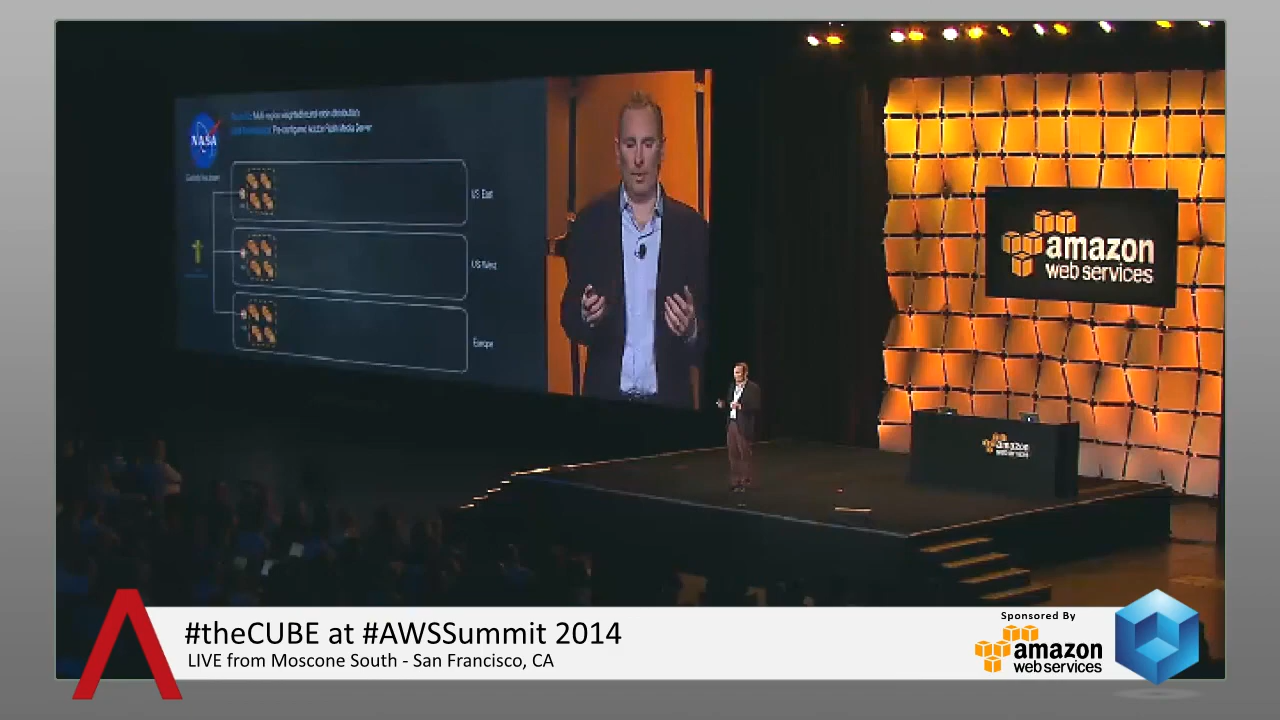 NASA
US East
US West
Europe
amazon
web services
amazon
#theCUBE at #AWSSummit 2014
LIVE from Moscone South - San Francisco, CA
Sponsored By
amazon
web services